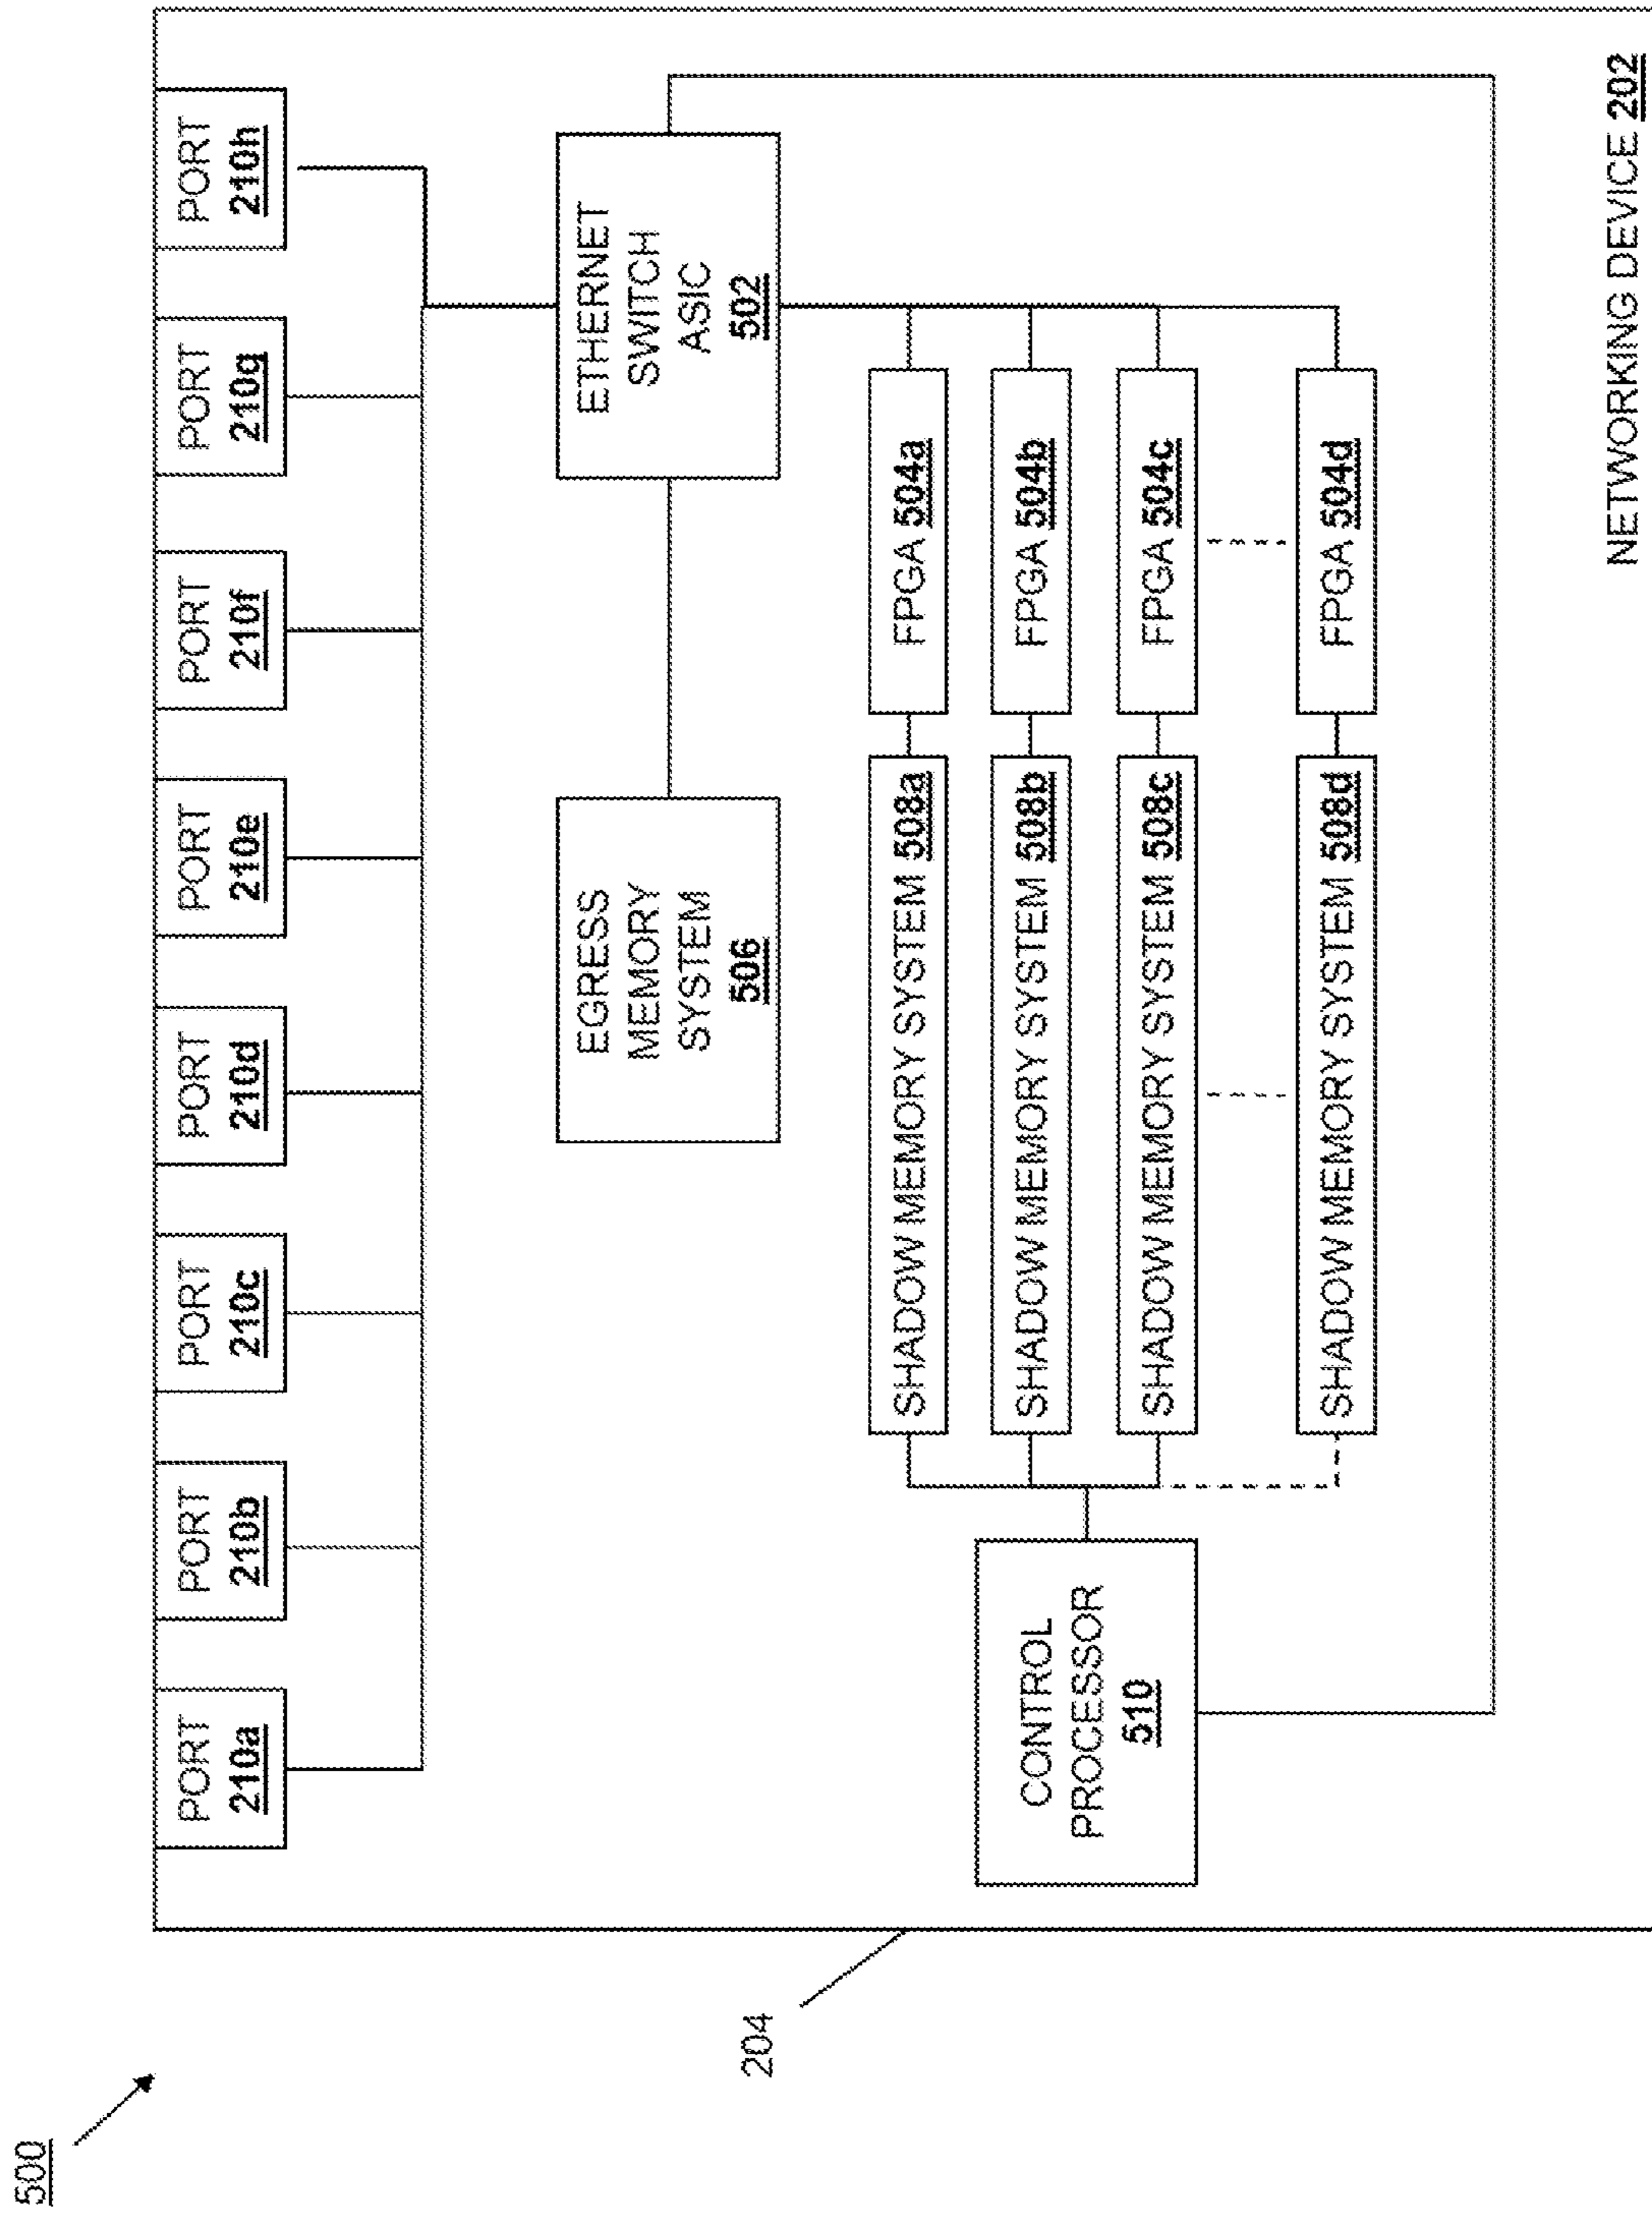 500
204
PORT
210a
PORT
210b
PORT
210c
PORT
210d
PORT
210e
PORT
210f
PORT
210g
PORT
210h
EGRESS
MEMORY
SYSTEM
506
ETHERNET
SWITCH
ASIC
502
SHADOW MEMORY SYSTEM 508a
FPGA 504a
SHADOW MEMORY SYSTEM 508b
FPGA 504b
SHADOW MEMORY SYSTEM 508c
FPGA 504c
SHADOW MEMORY SYSTEM 508d
FPGA 504d
CONTROL
PROCESSOR
510
NETWORKING DEVICE 202